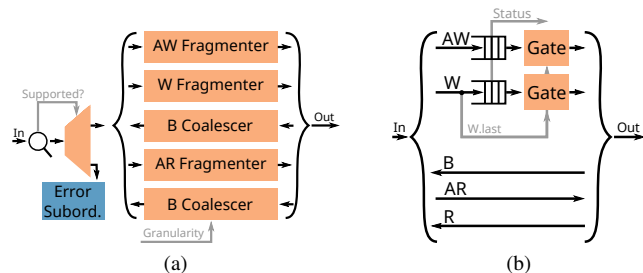 Supported?
In
Error
Subord.
AW Fragmenter
W Fragmenter
B Coalescer
AR Fragmenter
B Coalescer
Granularity
Out
(a)
Status
In
AW
Gate
W
Gate
W.last
B
AR
R
Out
(b)